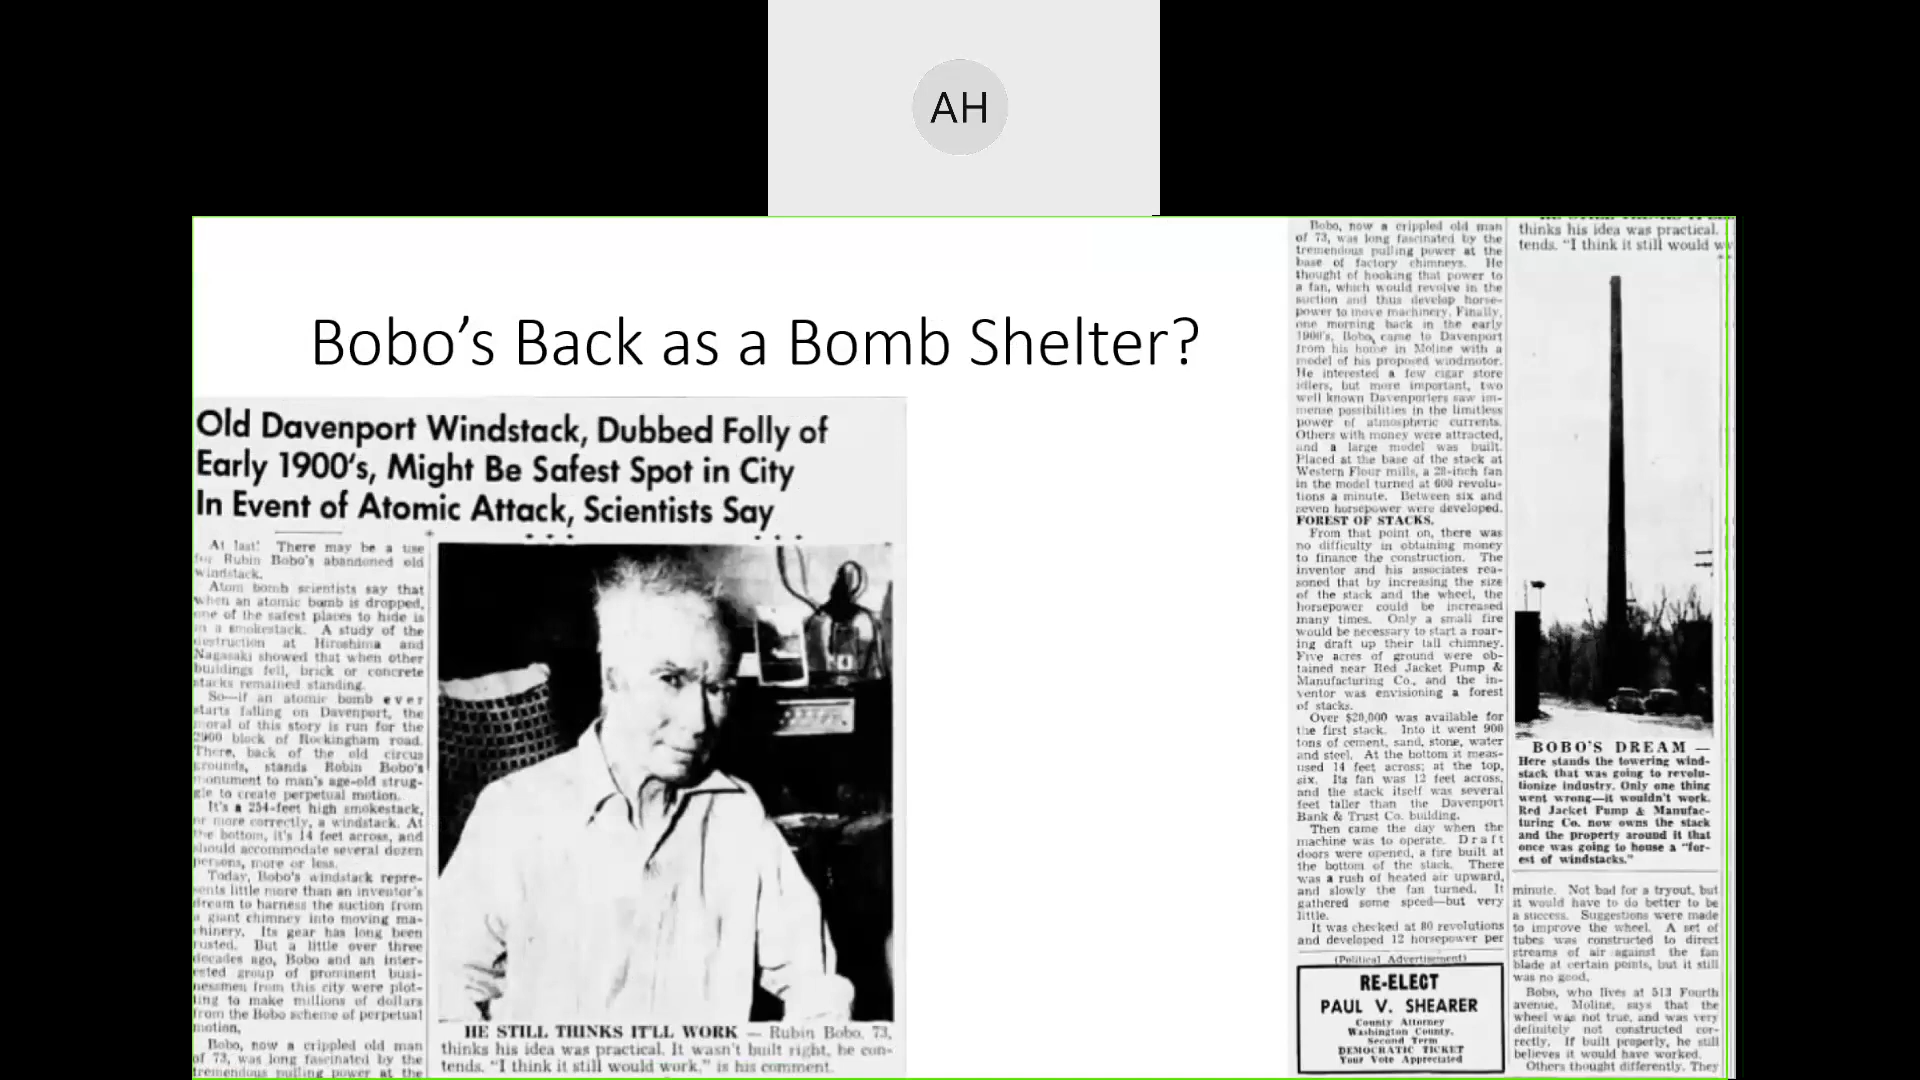 AH
Bobo’s Back as a Bomb Shelter?
Old Davenport Windstack, Dubbed Folly of
Early 1900's, Might Be Safest Spot in City
In Event of Atomic Attack, Scientists Say
At last! There may be a use
for Rubin Bobo's abandoned old
windstack.
Atom bomb scientists say that
when an atomic bomb is dropped,
one of the safest places to hide is
in a smokestack. A study of the
destruction at Hiroshima and
Nagasaki showed that when other
buildings fell, brick or concrete
stacks remained standing.
So—if an atomic bomb ever
starts falling on Davenport, the
moral of this story is run for the
2900 block of Rockingham road.
There, back of the old circus
grounds, stands Robin Bobo's
monument to man's age-old strug-
gle to create perpetual motion.
It's a 254-feet high smokestack,
or more correctly, a windstack. At
the bottom, it's 14 feet across, and
should accommodate several dozen
persons, more or less.
Today, Bobo's windstack repre-
sents little more than an inventor's
dream to harness the suction from
a giant chimney into moving ma-
chinery. Its gear has long been
rusted. But a little over three
decades ago, Bobo and an inter-
ested group of prominent busi-
nessmen from this city were plot-
ting to make millions of dollars
from the Bobo scheme of perpetual
motion.
Bobo, now a crippled old man
of 73, was long fascinated by the
tremendous pulling power at the
HE STILL THINKS IT'LL WORK — Rubin Bobo, 73,
thinks his idea was practical. It wasn't built right, he con-
tends. "I think it still would work," is his comment.
Bobo, now a crippled old man
of 73, was long fascinated by the
tremendous pulling power at the
base of factory chimneys. He
thought of hooking that power to
a fan, which would revolve in the
suction and thus develop horse-
power to move machinery. Finally,
one morning back in the early
1900's, Bobo came to Davenport
from his home in Moline with a
model of his proposed windmotor.
He interested a few cigar store
idlers, but more important, two
well known Davenporters saw im-
mense possibilities in the limitless
power of atmospheric currents.
Others with money were attracted,
and a large model was built.
Placed at the base of the stack at
Western Flour mills, a 28-inch fan
in the model turned at 600 revolu-
tions a minute. Between six and
seven horsepower were developed.
FOREST OF STACKS.
From that point on, there was
no difficulty in obtaining money
to finance the construction. The
inventor and his associates rea-
soned that by increasing the size
of the stack and the wheel, the
horsepower could be increased
many times. Only a small fire
would be necessary to start a roar-
ing draft up their tall chimney.
Five acres of ground were ob-
tained near Red Jacket Pump &
Manufacturing Co., and the in-
ventor was envisioning a forest
of stacks.
Over $20,000 was available for
the first stack. Into it went 900
tons of cement, sand, stone, water
and steel. At the bottom it meas-
used 14 feet across; at the top,
six. Its fan was 12 feet across,
and the stack itself was several
feet taller than the Davenport
Bank & Trust Co. building.
Then came the day when the
machine was to operate. Draft
doors were opened, a fire built at
the bottom of the stack. There
was a rush of heated air upward,
and slowly the fan turned. It
gathered some speed—but very
little.
It was checked at 80 revolutions
and developed 12 horsepower per
(Political Advertisement)
RE-ELECT
PAUL V. SHEARER
County Attorney
Washington County.
Second Term
DEMOCRATIC TICKET
Your Vote Appreciated
thinks his idea was practical.
tends. "I think it still would w
BOBO'S DREAM —
Here stands the towering wind-
stack that was going to revolu-
tionize industry. Only one thing
went wrong—it wouldn't work.
Red Jacket Pump & Manufac-
turing Co. now owns the stack
and the property around it that
once was going to house a "for-
est of windstacks."
minute. Not bad for a tryout, but
it would have to do better to be
a success. Suggestions were made
to improve the wheel. A set of
tubes was constructed to direct
streams of air against the fan
blade at certain points, but it still
was no good.
Bobo, who lives at 513 Fourth
avenue, Moline, says that the
wheel was not true, and was very
definitely not constructed cor-
rectly. If built properly, he still
believes it would have worked.
Others thought differently. They